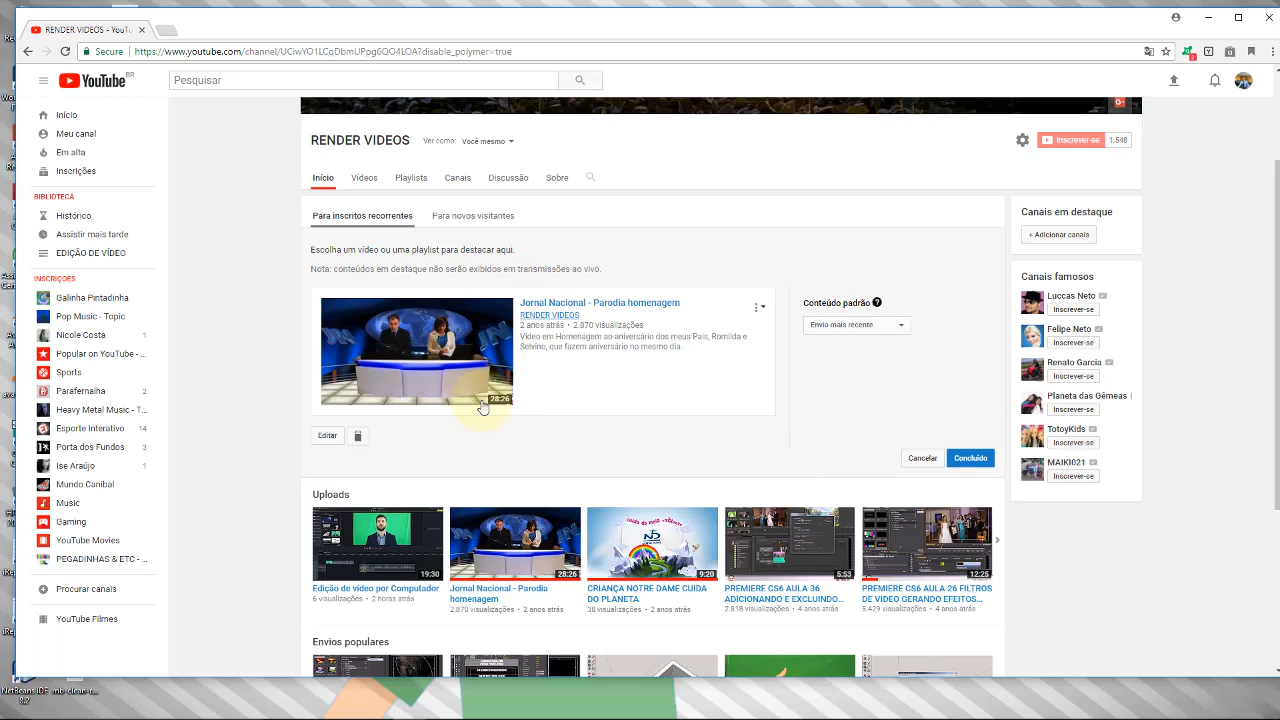 RENDER VIDEOS - YouTu
Secure
https://www.youtube.com/channel/UCiwYO1LCqDbmUPpg6QO4LOA?disable_polymer=true
YouTube BR
Pesquisar
Início
Meu canal
Em alta
Inscrições
BIBLIOTECA
Histórico
Assistir mais tarde
EDIÇÃO DE VÍDEO
INSCRIÇÕES
Galinha Pintadinha
Pop Music - Topic
Nicole Costa 1
Popular on YouTube - ...
Sports
Parafernalha 2
Heavy Metal Music - T...
Esporte Interativo 14
Porta dos Fundos 3
Ise Araújo 1
Mundo Canibal
Music
Gaming
YouTube Movies
PEGADINHAS & ETC - ...
Procurar canais
YouTube Filmes
RENDER VIDEOS
Ver como: Você mesmo
Inscrever-se 1.548
Início Vídeos Playlists Canais Discussão Sobre
Para inscritos recorrentes Para novos visitantes
Escolha um vídeo ou uma playlist para destacar aqui.
Nota: conteúdos em destaque não serão exibidos em transmissões ao vivo.
28:26
Jornal Nacional - Parodia homenagem
RENDER VIDEOS
2 anos atrás • 2.870 visualizações
Vídeo em Homenagem ao aniversário dos meus Pais, Romilda e
Selvino, que fazem aniversário no mesmo dia.
Conteúdo padrão
Envio mais recente
Editar
Cancelar Concluído
Uploads
19:30
Edição de video por Computador
6 visualizações • 2 horas atrás
28:26
Jornal Nacional - Parodia
homenagem
2.870 visualizações • 2 anos atrás
9:20
CRIANÇA NOTRE DAME CUIDA
DO PLANETA
38 visualizações • 2 anos atrás
5:53
PREMIERE CS6 AULA 36
ADICIONANDO E EXCLUINDO...
2.818 visualizações • 4 anos atrás
12:25
PREMIERE CS6 AULA 26 FILTROS
DE VIDEO GERANDO EFEITOS...
5.429 visualizações • 4 anos atrás
Envios populares
Canais em destaque
+ Adicionar canais
Canais famosos
Luccas Neto
Inscrever-se
Felipe Neto
Inscrever-se
Renato Garcia
Inscrever-se
Planeta das Gêmeas
Inscrever-se
TotoyKids
Inscrever-se
MAIKI021
Inscrever-se
NetBeans IDE
8.2